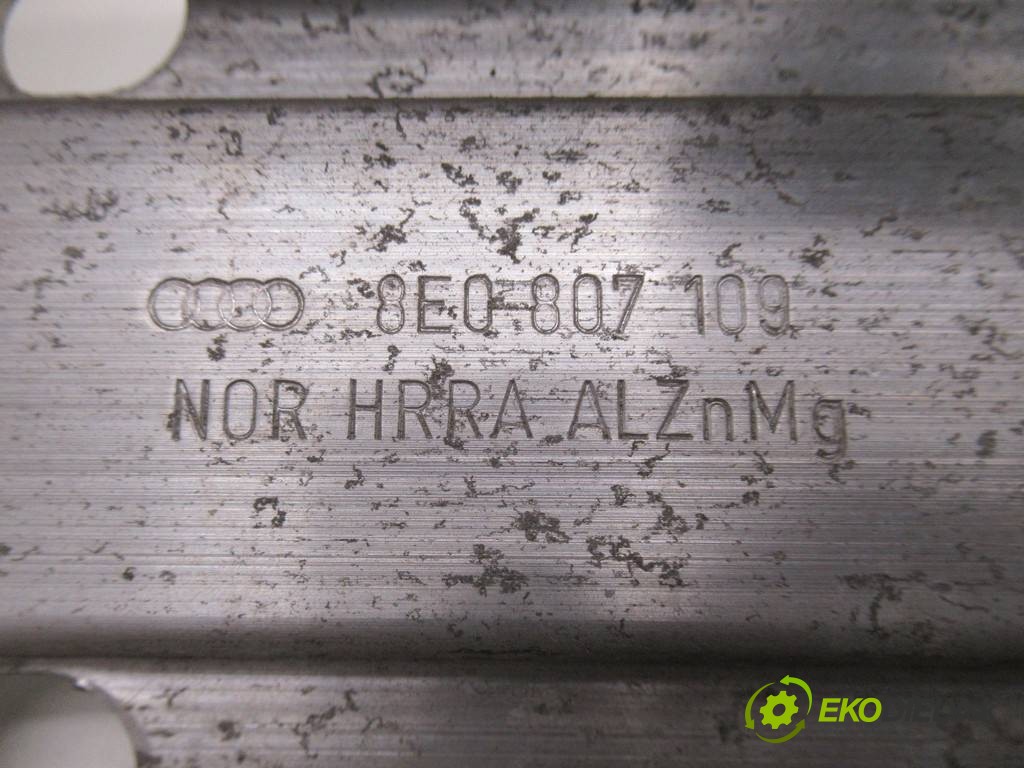 8E0 807 109
NOR HRRA ALZnMg
EKO